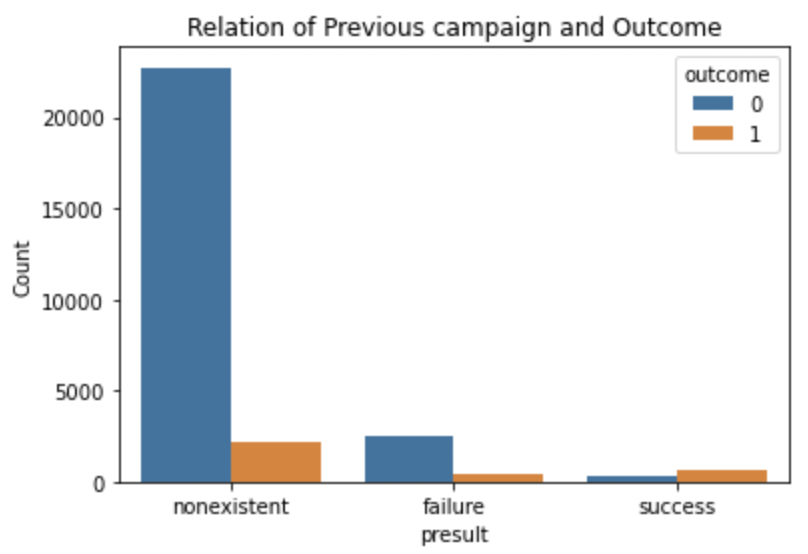 Relation of Previous campaign and Outcome
outcome
0
1
Count
20000
15000
10000
5000
0
nonexistent
failure
success
presult